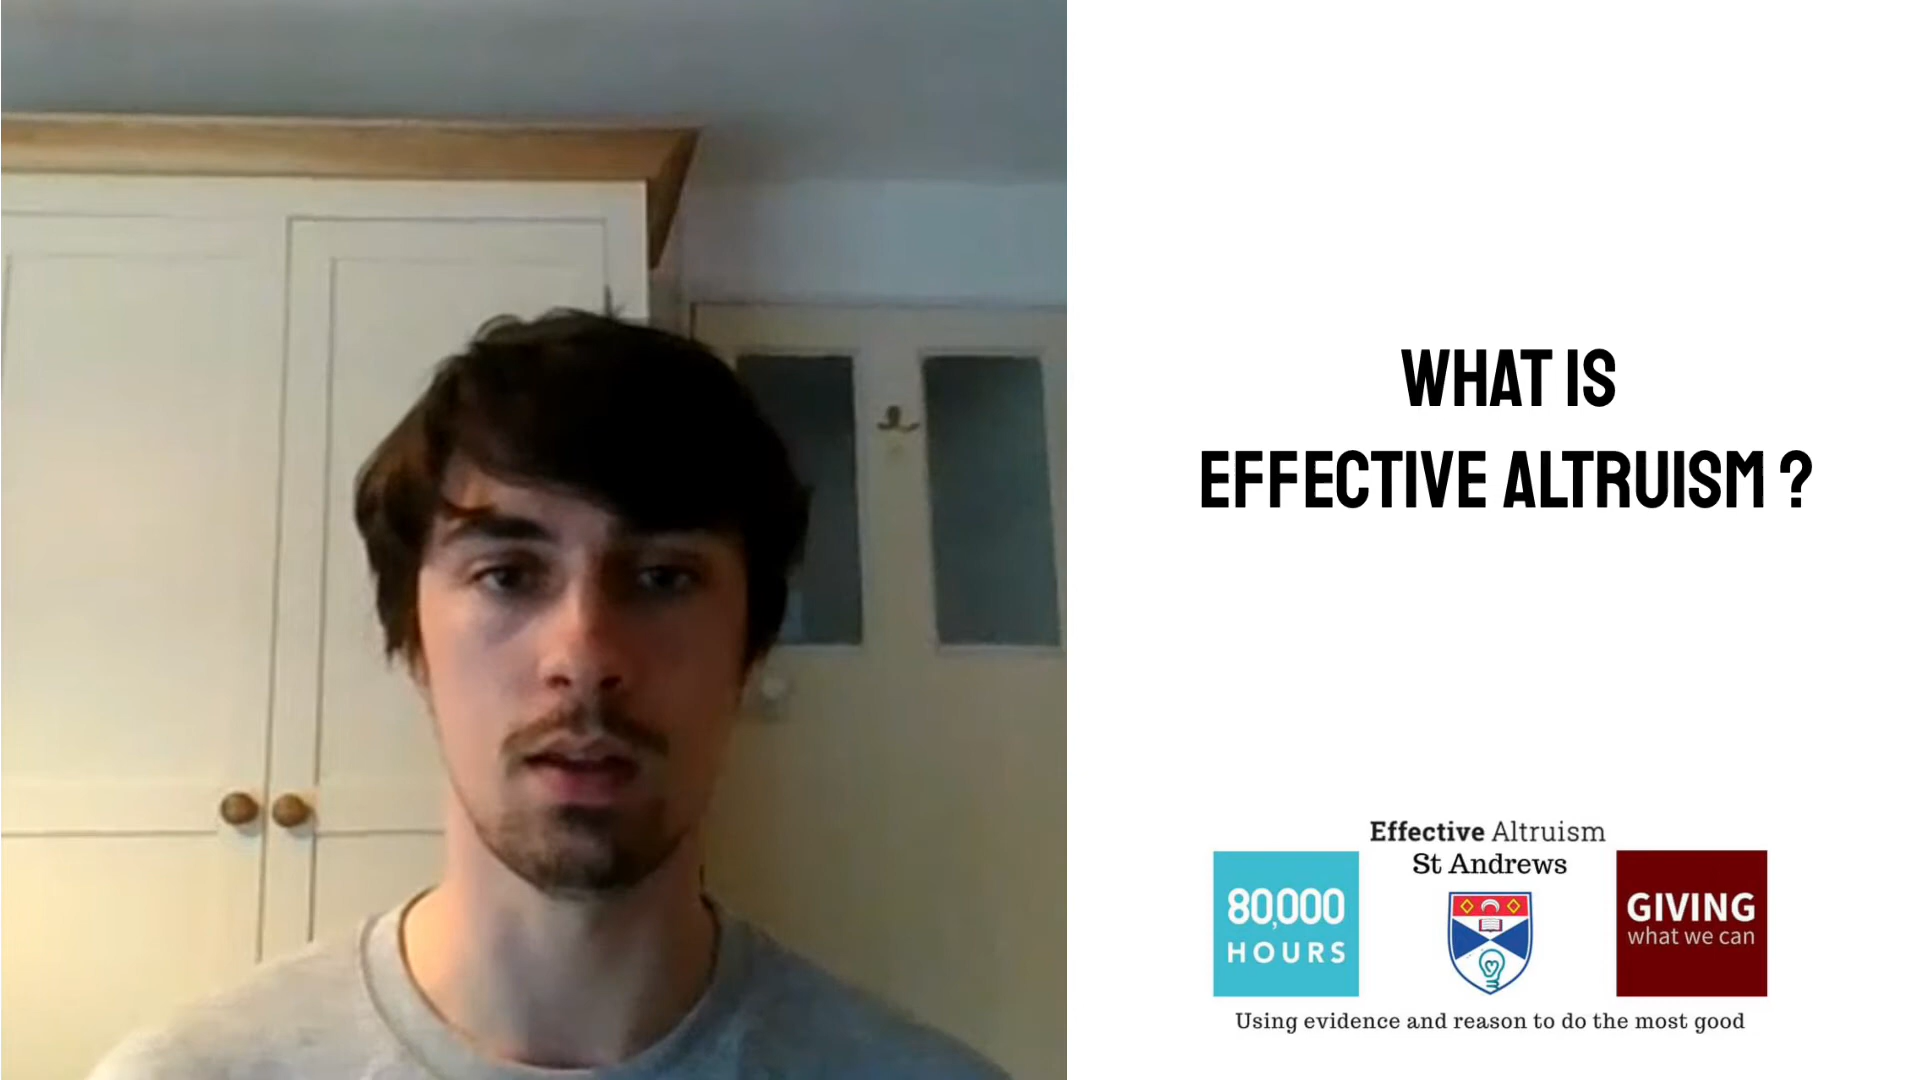 WHAT IS
EFFECTIVE ALTRUISM ?
Effective Altruism
St Andrews
80,000
HOURS
GIVING
what we can
Using evidence and reason to do the most good